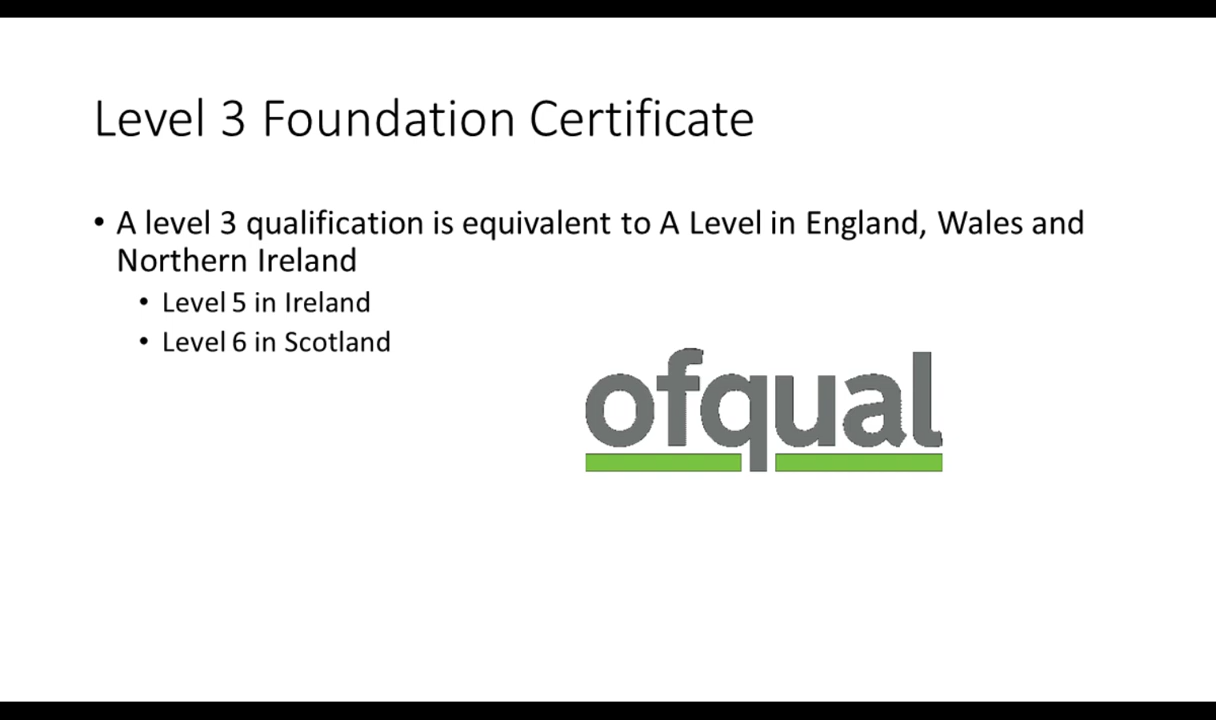 Level 3 Foundation Certificate
• A level 3 qualification is equivalent to A Level in England, Wales and
Northern Ireland
• Level 5 in Ireland
• Level 6 in Scotland
ofqual